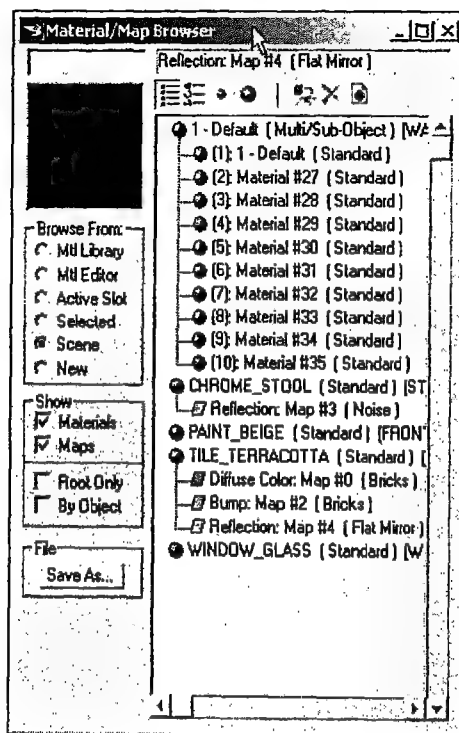 Material/Map Browser
Reflection: Map #4 (Flat Mirror)
1 - Default (Multi/Sub-Object) [WA
(1): 1 - Default (Standard)
(2): Material #27 (Standard)
(3): Material #28 (Standard)
(4): Material #29 (Standard)
(5): Material #30 (Standard)
(6): Material #31 (Standard)
(7): Material #32 (Standard)
(8): Material #33 (Standard)
(9): Material #34 (Standard)
(10): Material #35 (Standard)
CHROME_STOOL (Standard) [ST
Reflection: Map #3 (Noise)
PAINT_BEIGE (Standard) [FRONT
TILE_TERRACOTTA (Standard) [
Diffuse Color: Map #0 (Bricks)
Bump: Map #2 (Bricks)
Reflection: Map #4 (Flat Mirror)
WINDOW_GLASS (Standard) [W
Browse From:
Mtl Library
Mtl Editor
Active Slot
Selected
Scene
New
Show
Materials
Maps
Root Only
By Object
File
Save As...